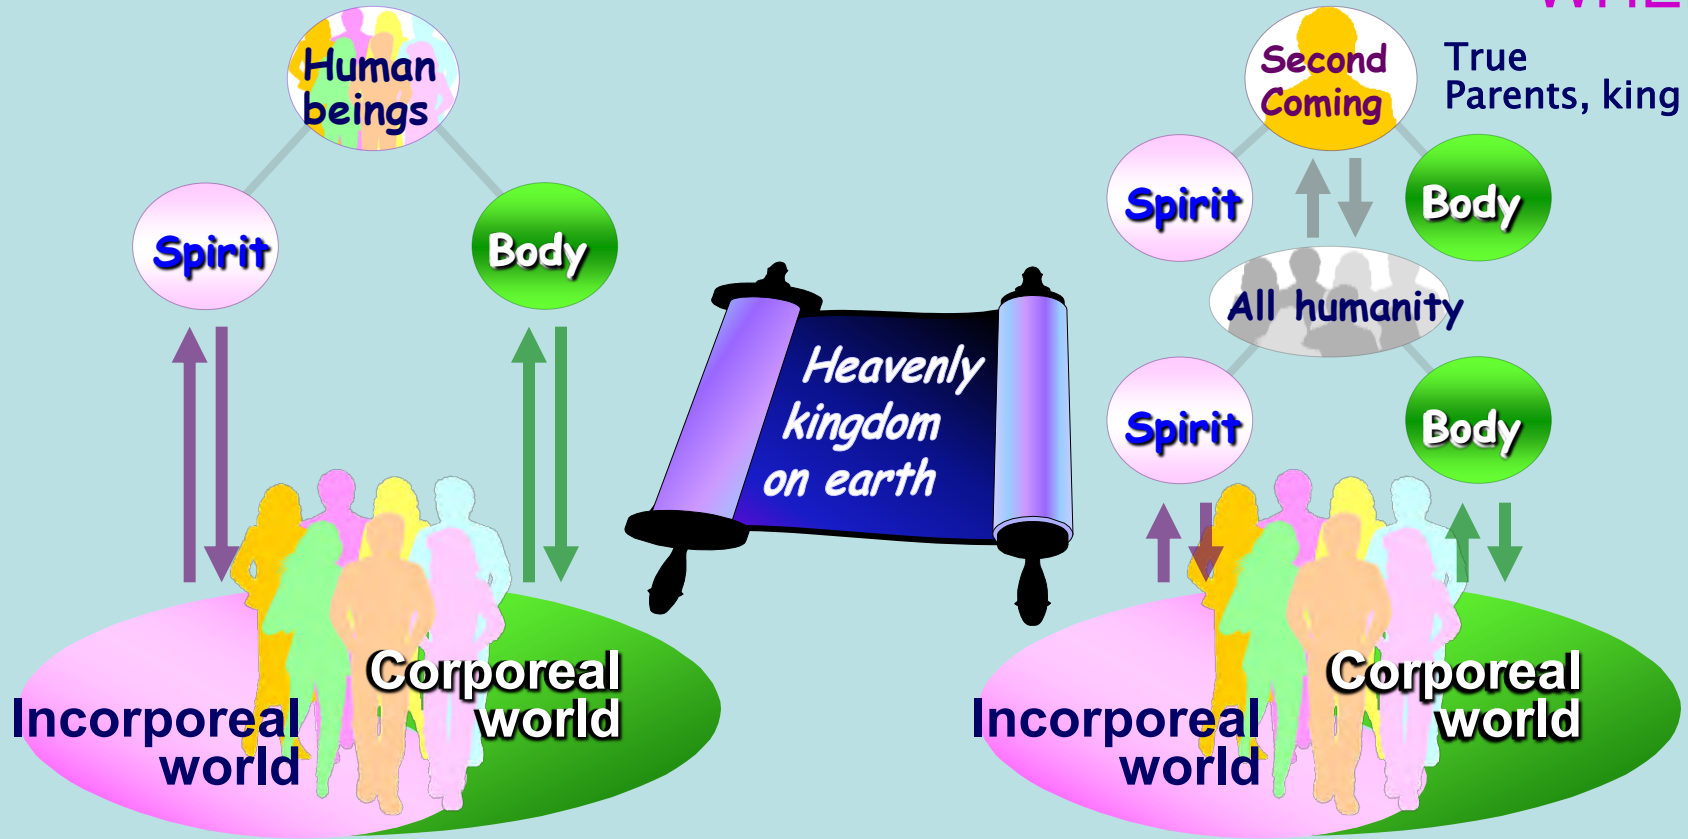 Human
beings
Spirit
Body
Incorporeal
world
Corporeal
world
Heavenly
kingdom
on earth
Second
Coming
True
Parents, king
Spirit
Body
All humanity
Spirit
Body
Incorporeal
world
Corporeal
world